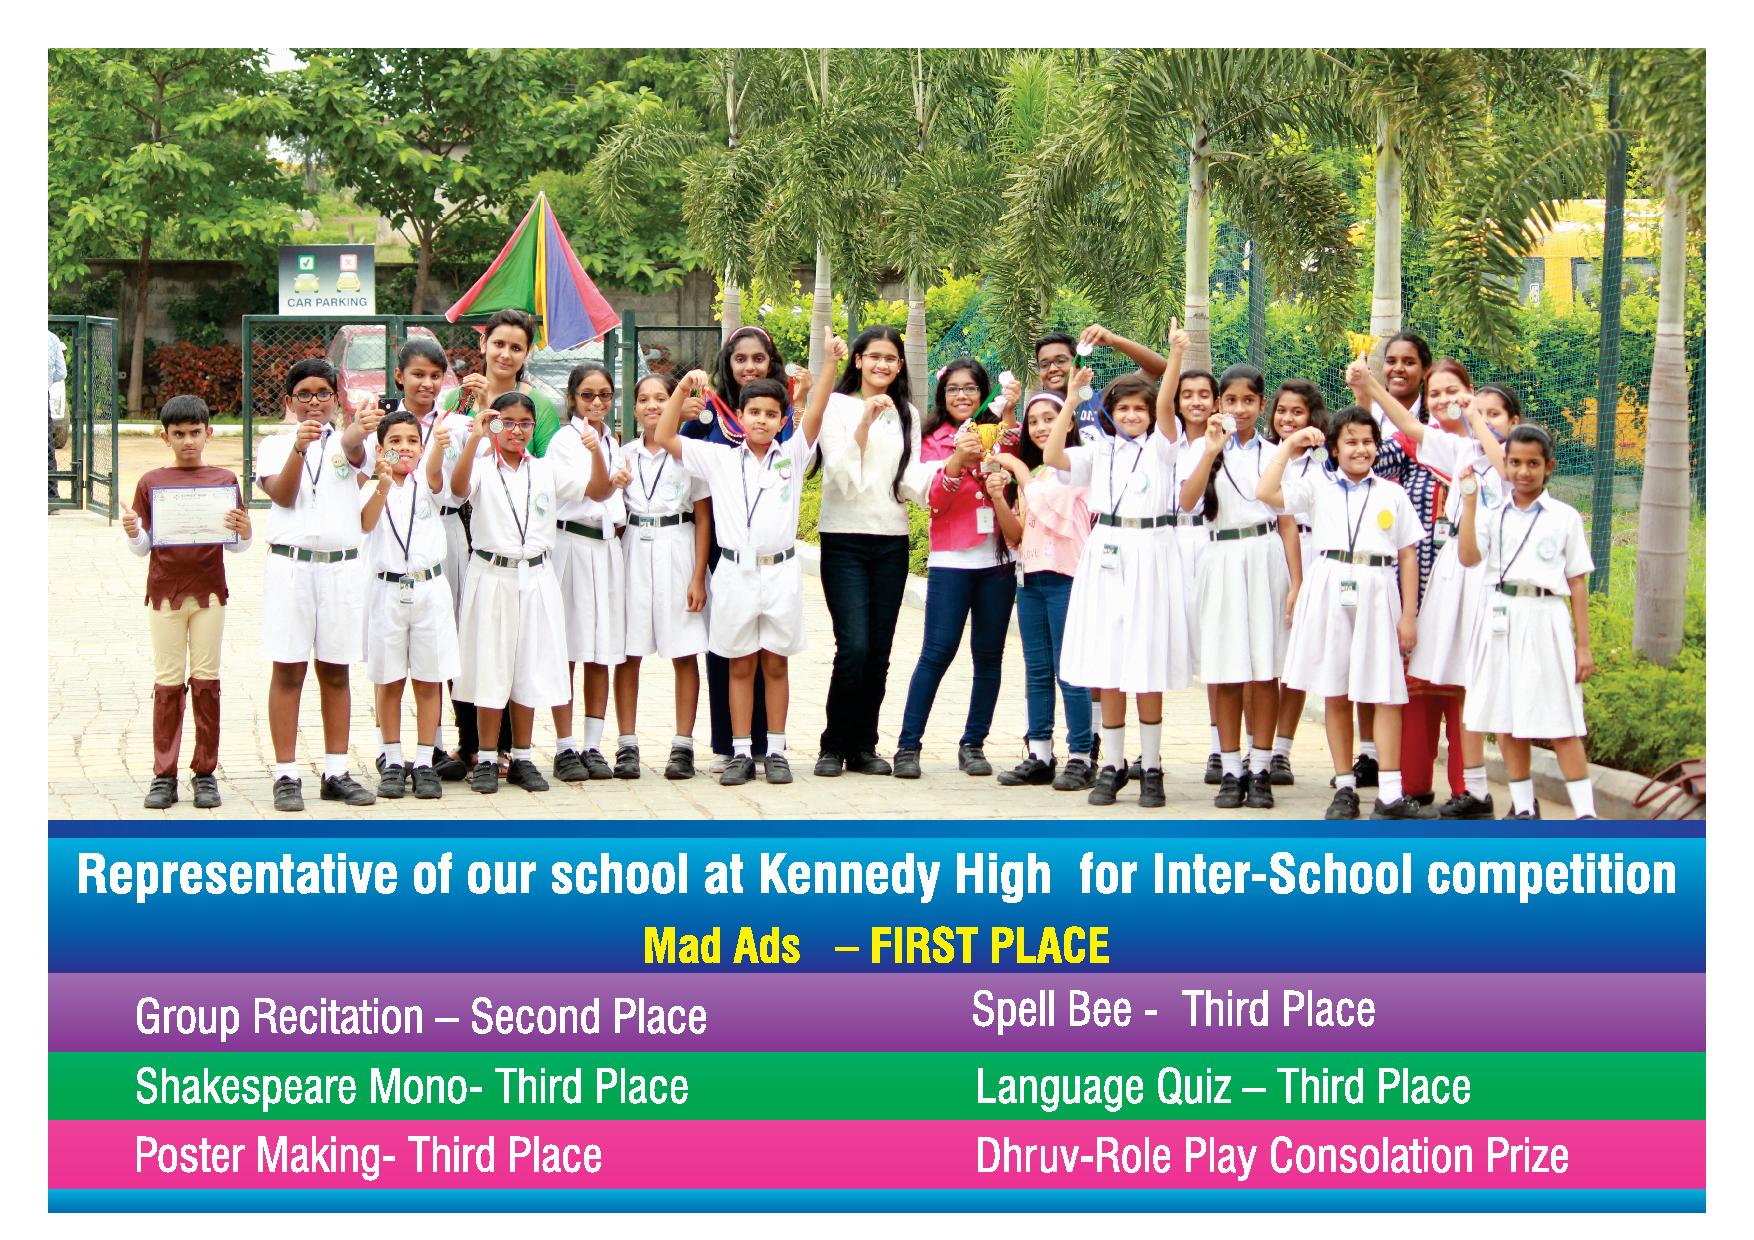 CAR PARKING
Representative of our school at Kennedy High for Inter-School competition
Mad Ads – FIRST PLACE
Group Recitation – Second Place
Spell Bee - Third Place
Shakespeare Mono- Third Place
Language Quiz – Third Place
Poster Making- Third Place
Dhruv-Role Play Consolation Prize